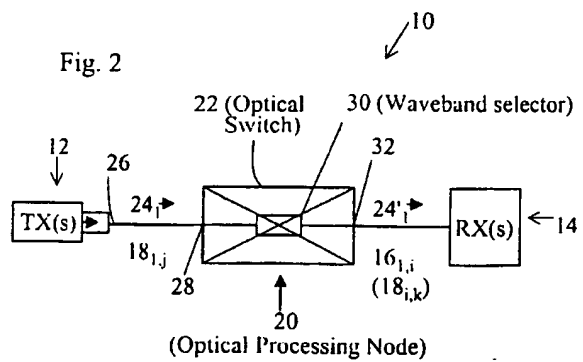 10
Fig. 2
22 (Optical Switch)
30 (Waveband selector)
12
26
32
TX(s)
24₁
24'₁
RX(s)
14
18₁,ⱼ
28
16₁,ᵢ
(18ᵢ,ₖ)
20
(Optical Processing Node)